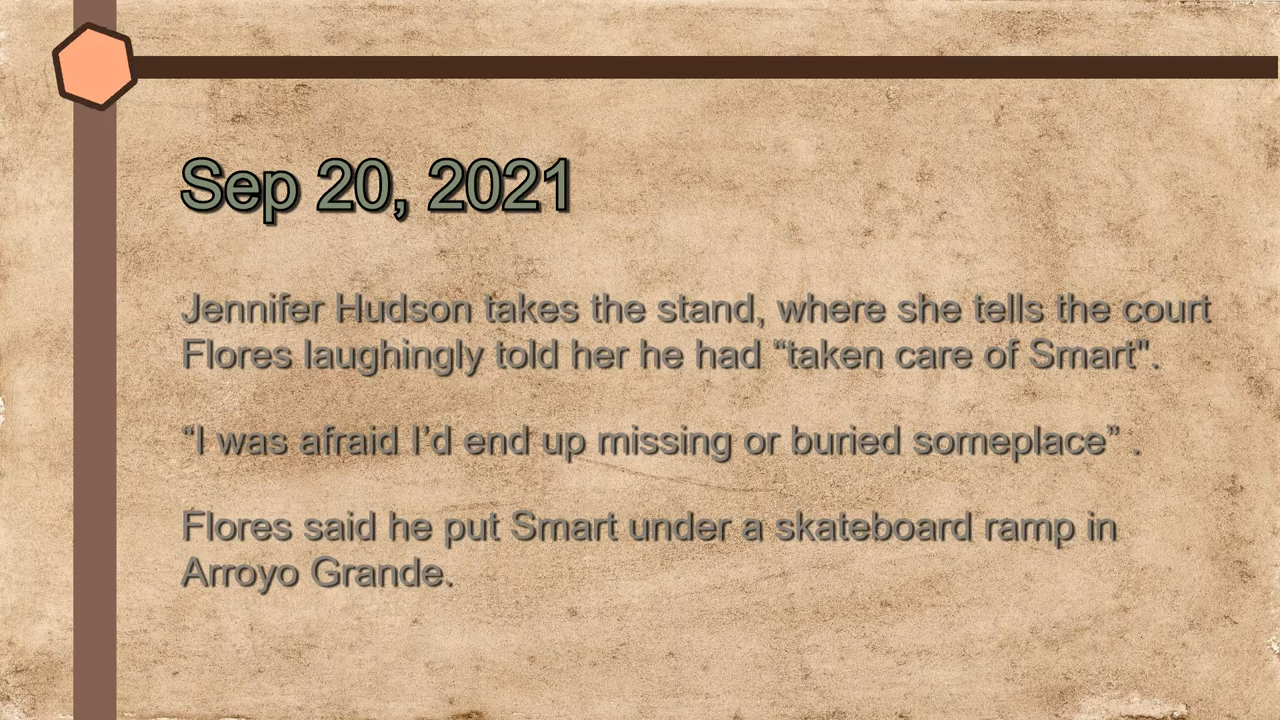 Sep 20, 2021
Jennifer Hudson takes the stand, where she tells the court
Flores laughingly told her he had “taken care of Smart".
“I was afraid I’d end up missing or buried someplace” .
Flores said he put Smart under a skateboard ramp in
Arroyo Grande.